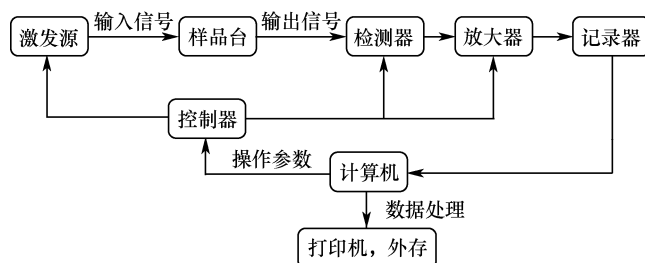 激发源
输入信号
样品台
输出信号
检测器
放大器
记录器
控制器
操作参数
计算机
数据处理
打印机，外存